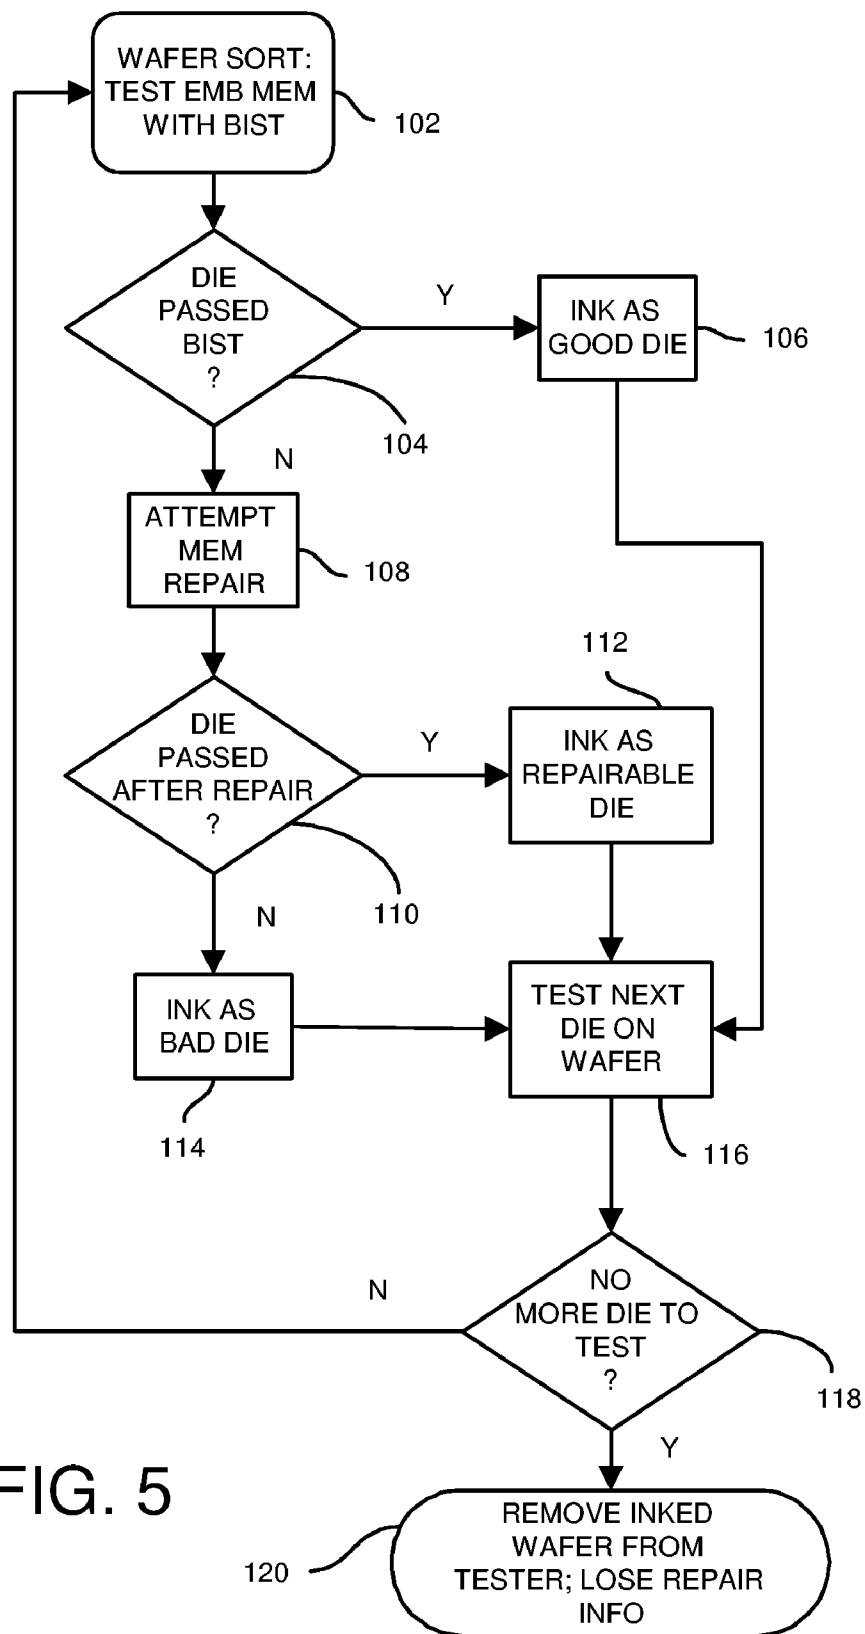 WAFER SORT:
TEST EMB MEM
WITH BIST
102
DIE
PASSED
BIST
?
104
Y
INK AS
GOOD DIE
106
N
ATTEMPT
MEM
REPAIR
108
DIE
PASSED
AFTER REPAIR
?
110
Y
112
INK AS
REPAIRABLE
DIE
N
INK AS
BAD DIE
114
TEST NEXT
DIE ON
WAFER
116
NO
MORE DIE TO
TEST
?
118
N
Y
FIG. 5
REMOVE INKED
WAFER FROM
TESTER; LOSE REPAIR
INFO
120